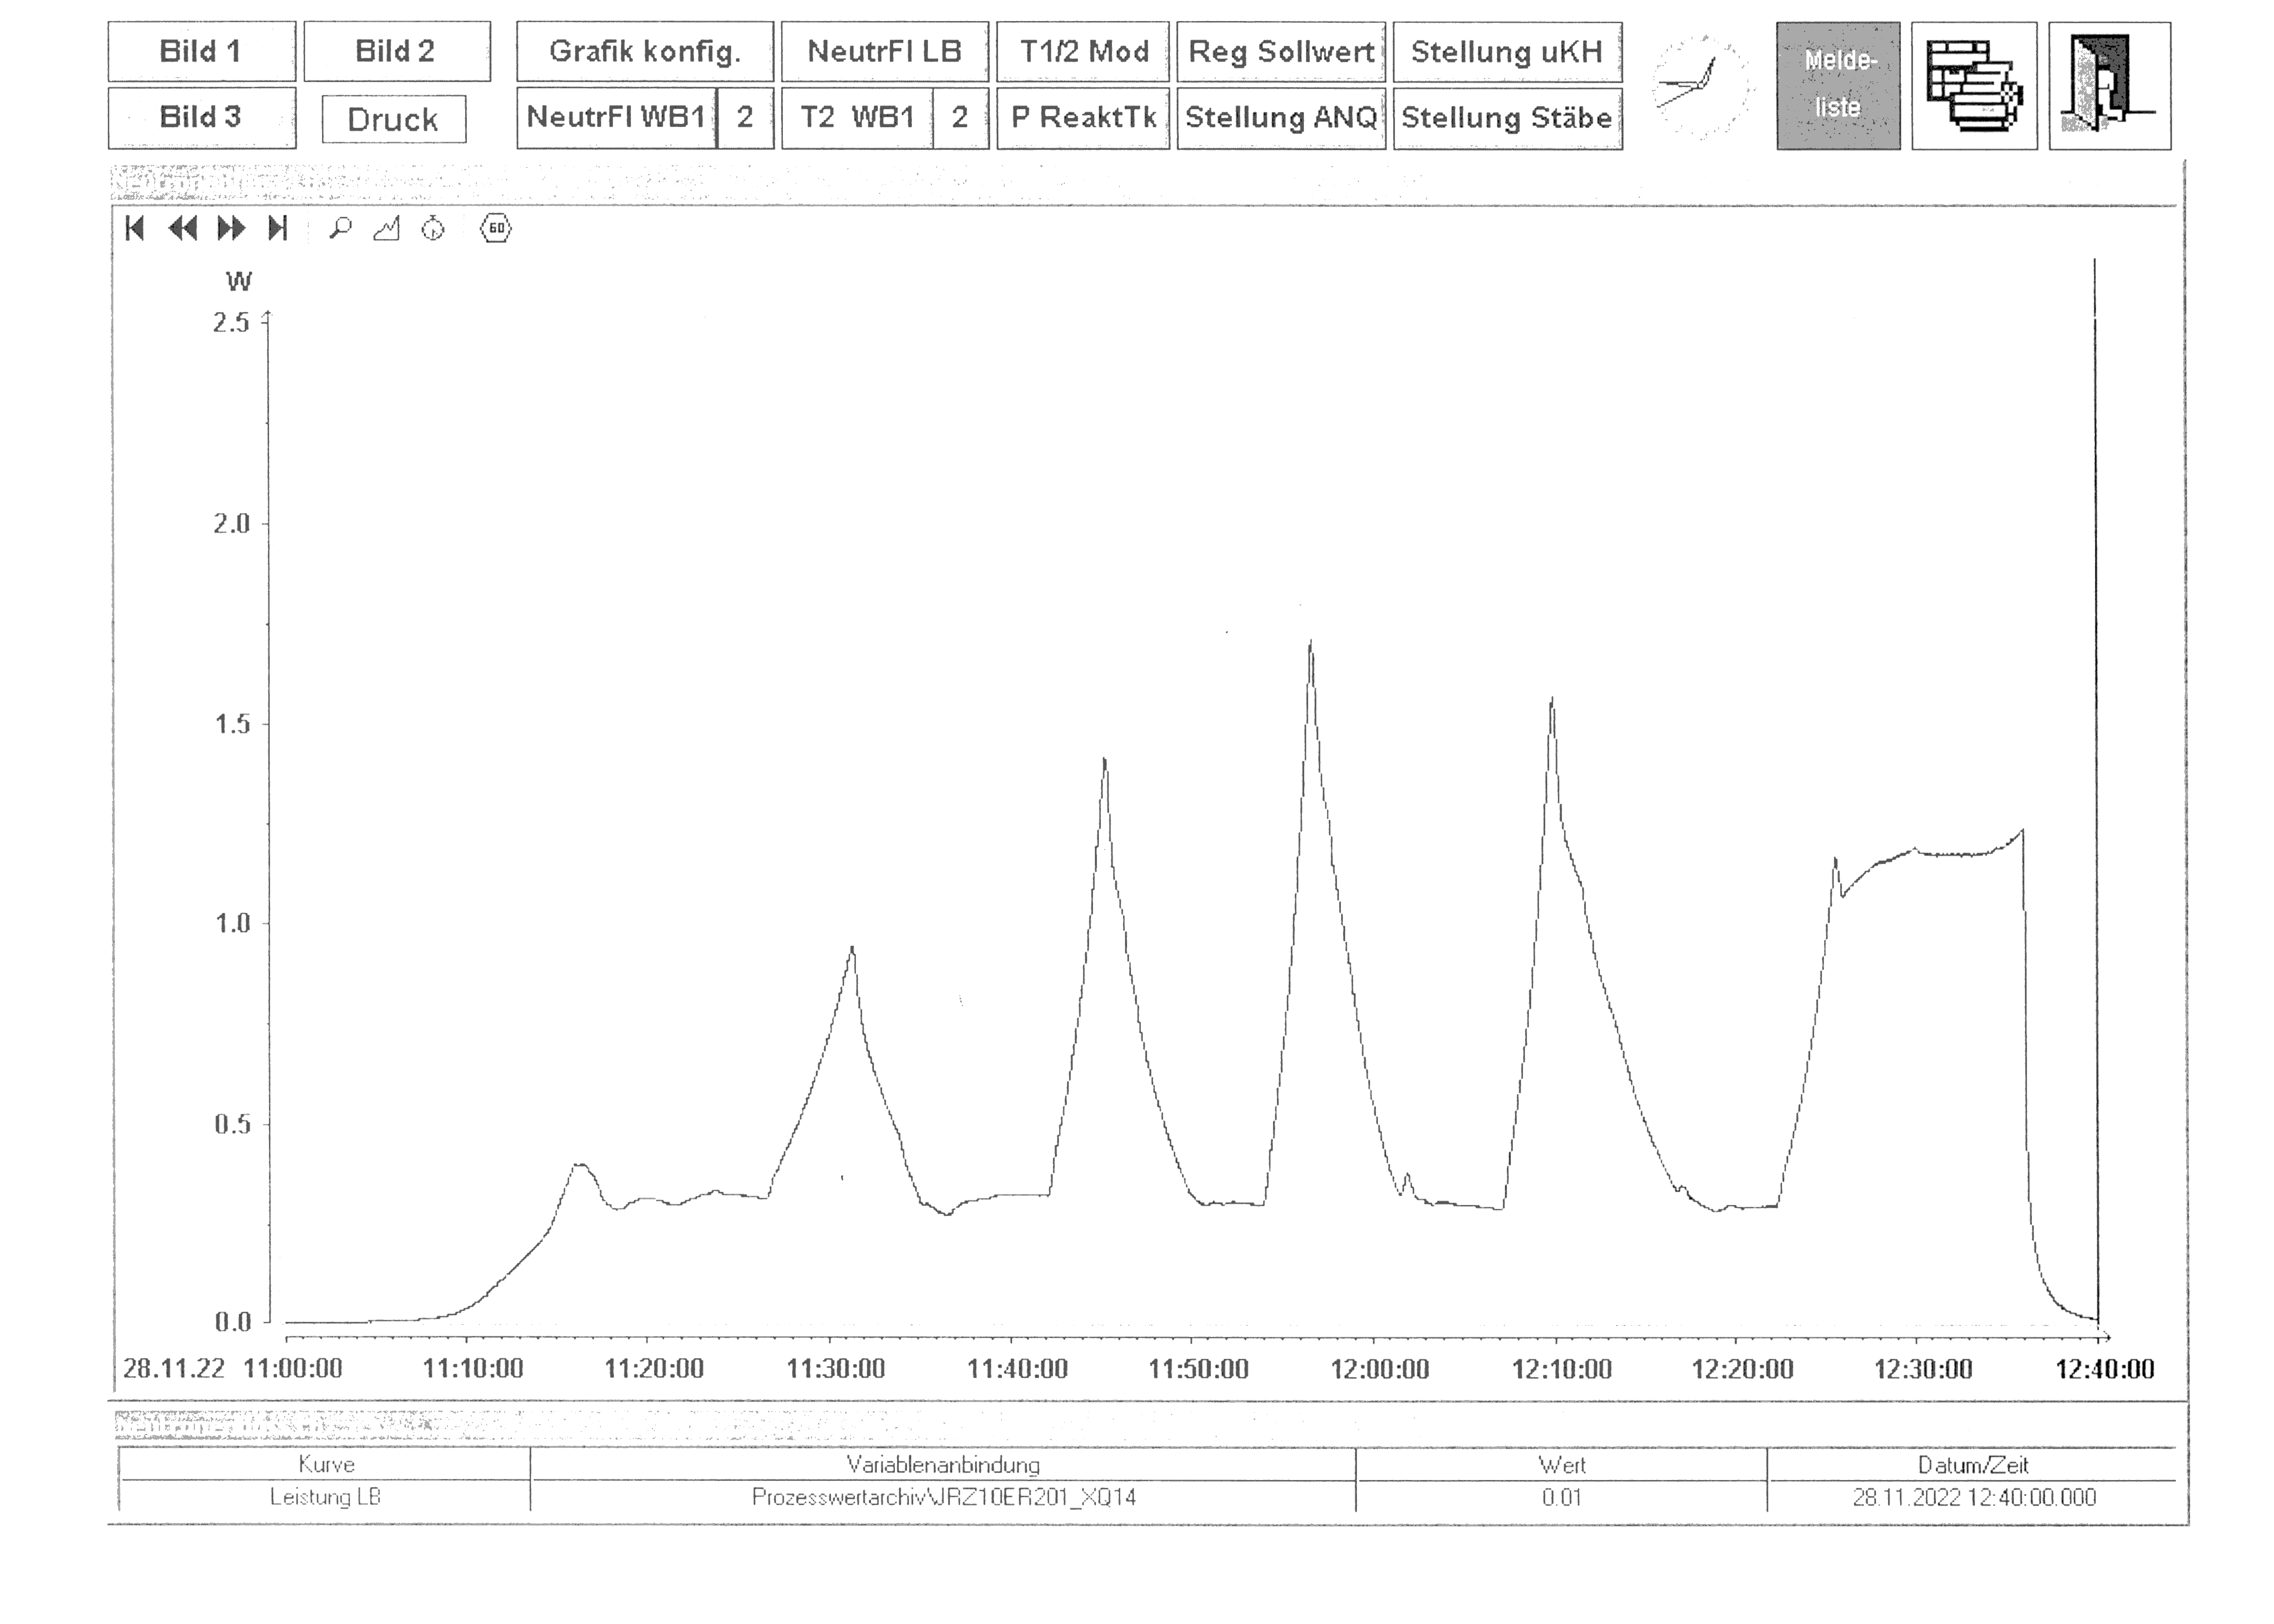 Bild 1 Bild 2 Grafik konfig. NeutrFl LB T1/2 Mod Reg Sollwert Stellung uKH
Bild 3 Druck NeutrFl WB1 2 T2 WB1 2 P ReaktTk Stellung ANQ Stellung Stäbe
Melde-
liste
60
W
2.5
2.0
1.5
1.0
0.5
0.0
28.11.22 11:00:00 11:10:00 11:20:00 11:30:00 11:40:00 11:50:00 12:00:00 12:10:00 12:20:00 12:30:00 12:40:00
Kurve Variablenanbindung Wert Datum/Zeit
Leistung LB Prozesswertarchiv\JRZ10ER201_XQ14 0.01 28.11.2022 12:40:00.000